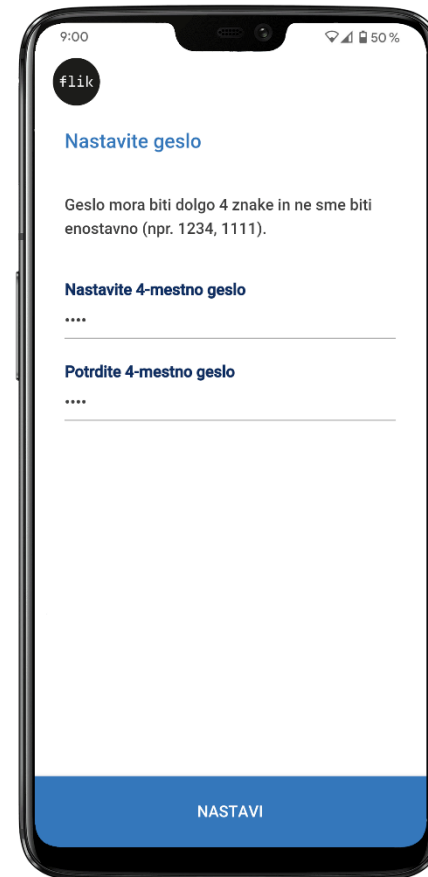 9:00
50 %
flik
Nastavite geslo
Geslo mora biti dolgo 4 znake in ne sme biti
enostavno (npr. 1234, 1111).
Nastavite 4-mestno geslo
••••
Potrdite 4-mestno geslo
••••
NASTAVI